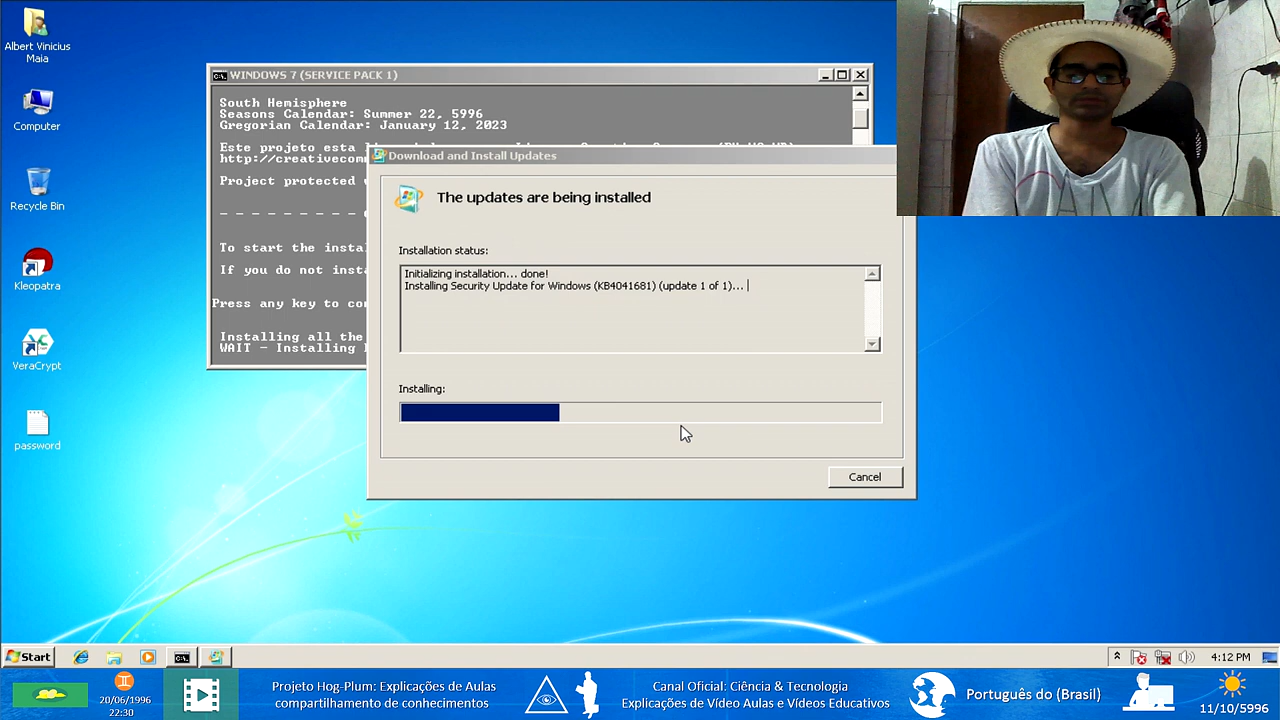 Albert Vinicius
Maia
Computer
Recycle Bin
Kleopatra
VeraCrypt
password
WINDOWS 7 (SERVICE PACK 1)
South Hemisphere
Seasons Calendar: Summer 22, 5996
Gregorian Calendar: January 12, 2023
Este projeto esta
http://creativecom
Project protected
- - - - - - - - -
To start the insta
If you do not insta
Press any key to co
Installing all the
WAIT - Installing
Download and Install Updates
The updates are being installed
Installation status:
Initializing installation... done!
Installing Security Update for Windows (KB4041681) (update 1 of 1)...
Installing:
Cancel
Start
4:12 PM
20/06/1996
22:30
Projeto Hog-Plum: Explicações de Aulas
compartilhamento de conhecimentos
Canal Oficial: Ciência & Tecnologia
Explicações de Vídeo Aulas e Vídeos Educativos
Português do (Brasil)
11/10/5996